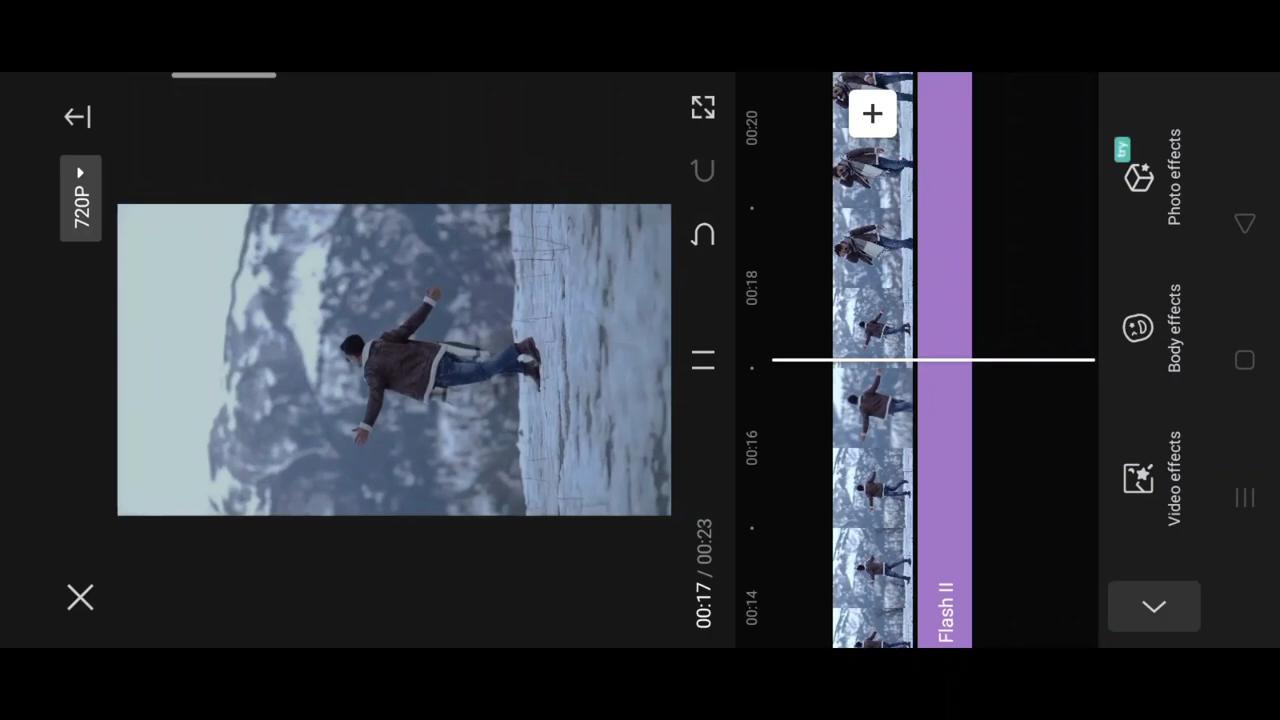 720P
00:17 / 00:23
00:14
00:16
00:18
00:20
Flash II
Video effects
Body effects
try
Photo effects